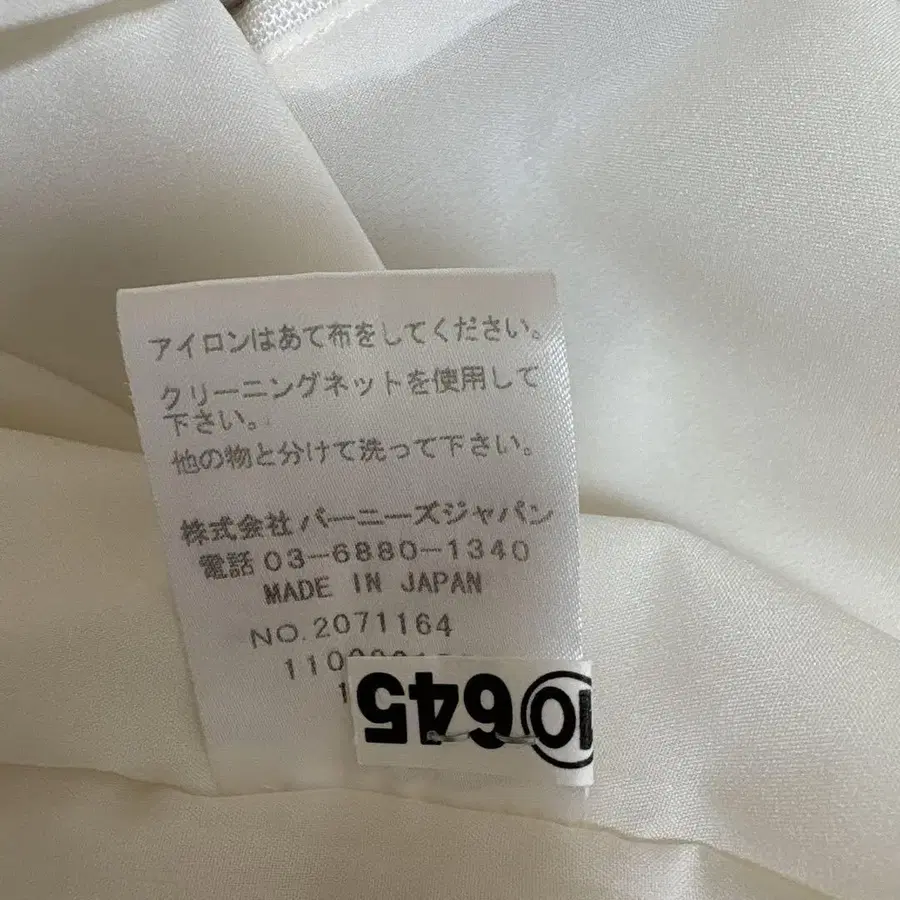 アイロンはあて布をしてください。
クリーニングネットを使用して
下さい。
他の物と分けて洗って下さい。
株式会社 バーニーズジャパン
電話 03-6880-1340
MADE IN JAPAN
NO.2071164
⑩645